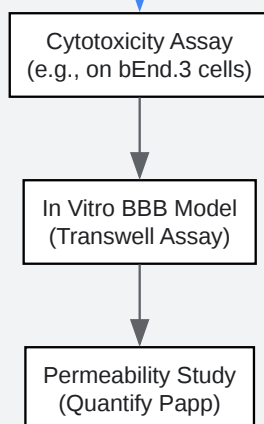 Cytotoxicity Assay
(e.g., on bEnd.3 cells)
In Vitro BBB Model
(Transwell Assay)
Permeability Study
(Quantify Papp)